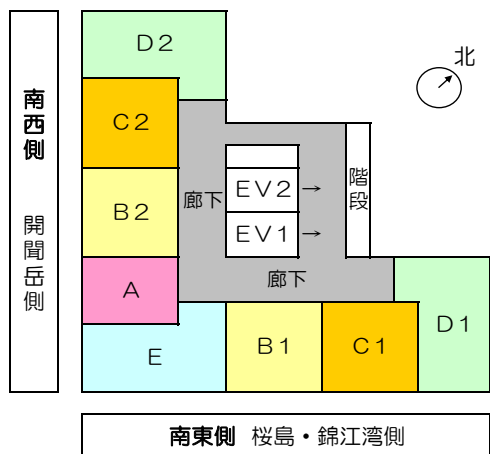 D2
北
南西側 開聞岳側
C2
EV2 →
階段
廊下
B2
EV1 →
A
廊下
D1
E
B1
C1
南東側 桜島・錦江湾側